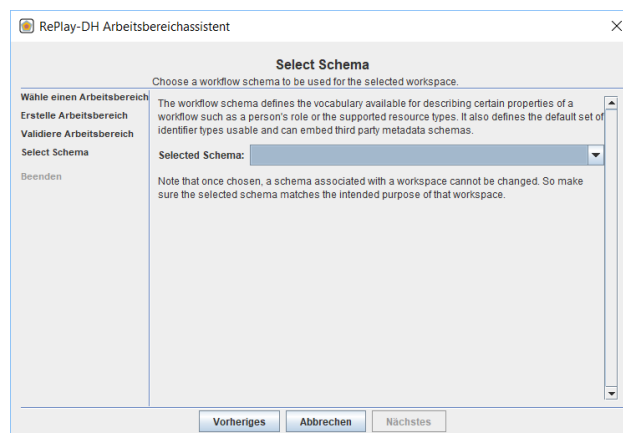 RePlay-DH Arbeitsbereichassistent
Select Schema
Choose a workflow schema to be used for the selected workspace.
Wähle einen Arbeitsbereich
Erstelle Arbeitsbereich
Validiere Arbeitsbereich
Select Schema
Beenden
The workflow schema defines the vocabulary available for describing certain properties of a
workflow such as a person's role or the supported resource types. It also defines the default set of
identifier types usable and can embed third party metadata schemas.
Selected Schema:
Note that once chosen, a schema associated with a workspace cannot be changed. So make
sure the selected schema matches the intended purpose of that workspace.
Vorheriges
Abbrechen
Nächstes